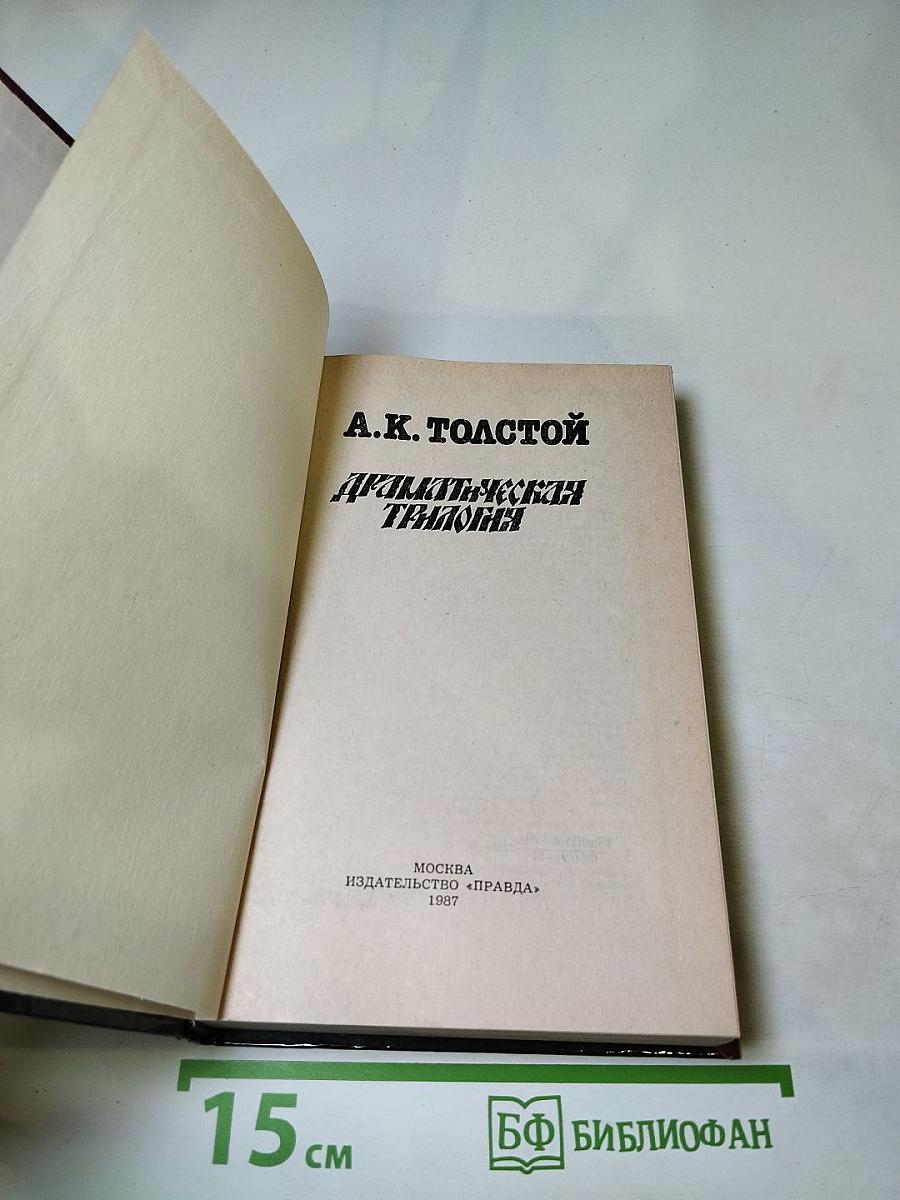 А.К. ТОЛСТОЙ
ДРАМАТИЧЕСКАЯ
ТРИЛОГИЯ
МОСКВА
ИЗДАТЕЛЬСТВО «ПРАВДА»
1987
15 см
БФ БИБЛИОФАН